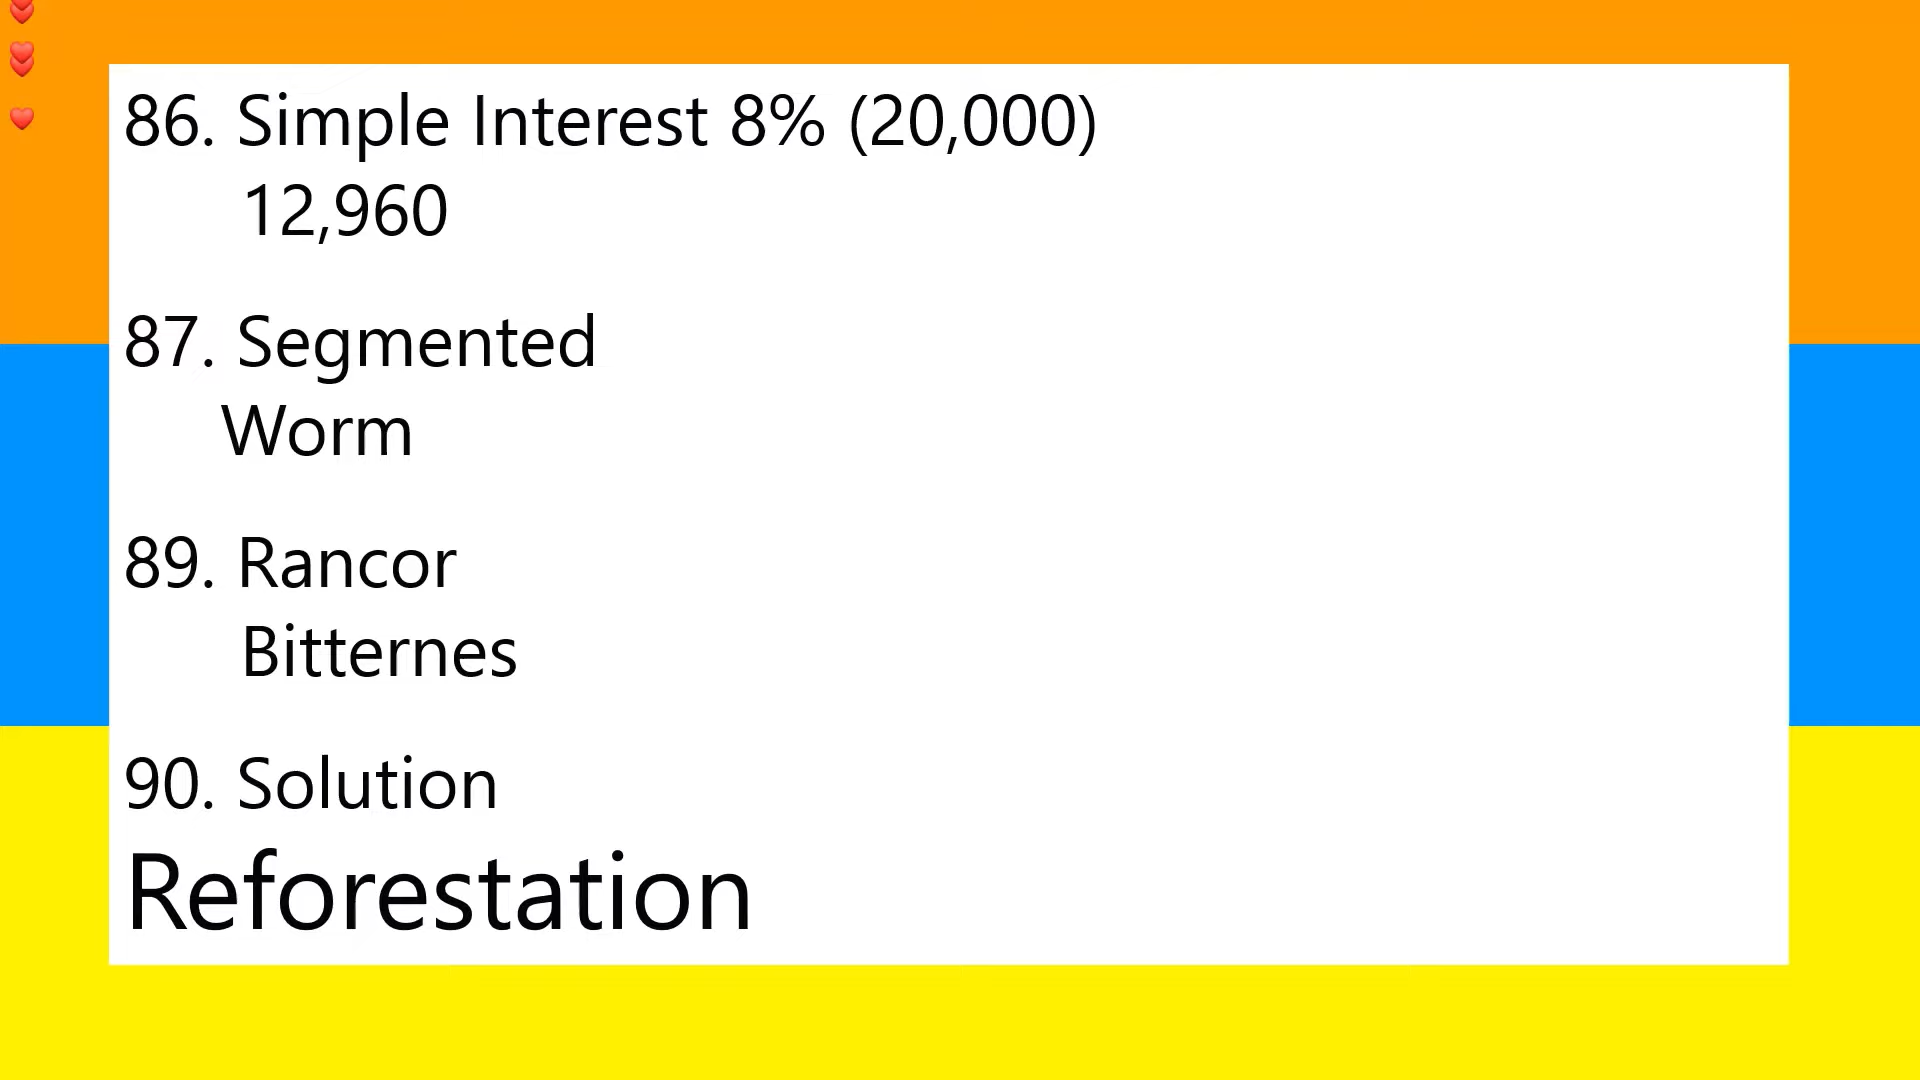 86. Simple Interest 8% (20,000)
12,960
87. Segmented
Worm
89. Rancor
Bitternes
90. Solution
Reforestation